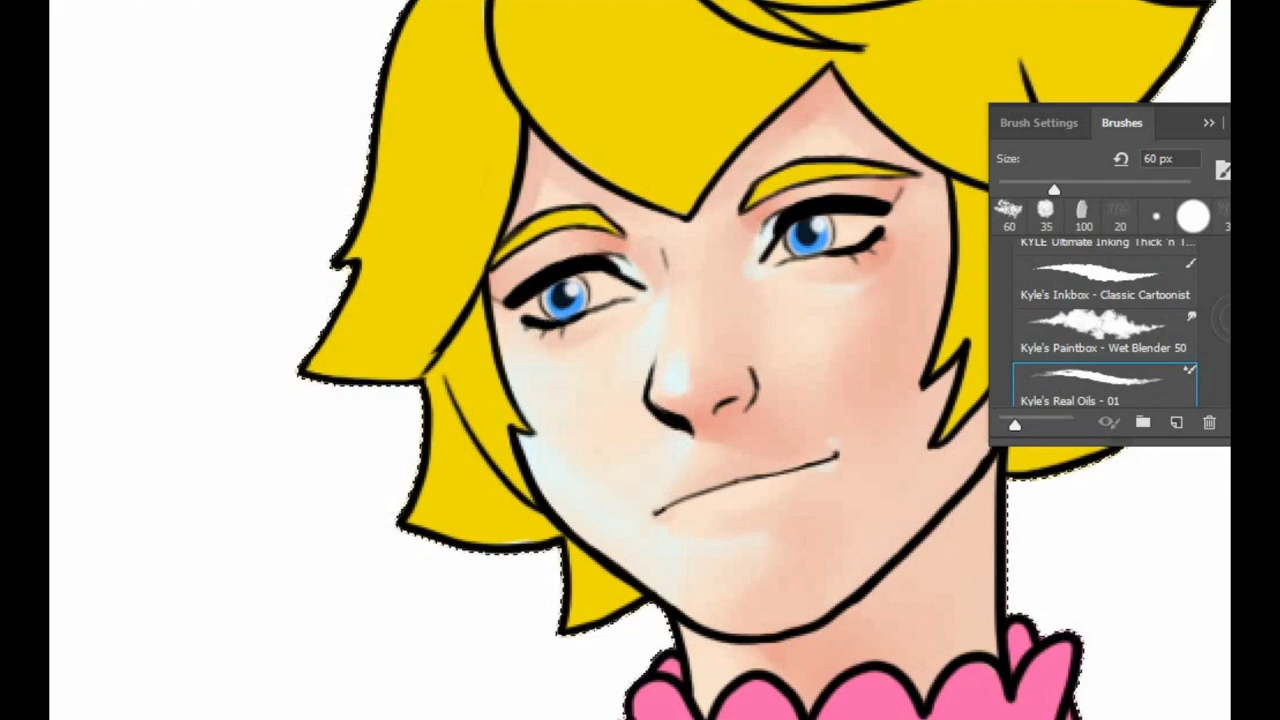 Brush Settings Brushes
Size: 60 px
60 35 100 20 3
KYLE Ultimate Inking Thick 'n T...
Kyle's Inkbox - Classic Cartoonist
Kyle's Paintbox - Wet Blender 50
Kyle's Real Oils - 01